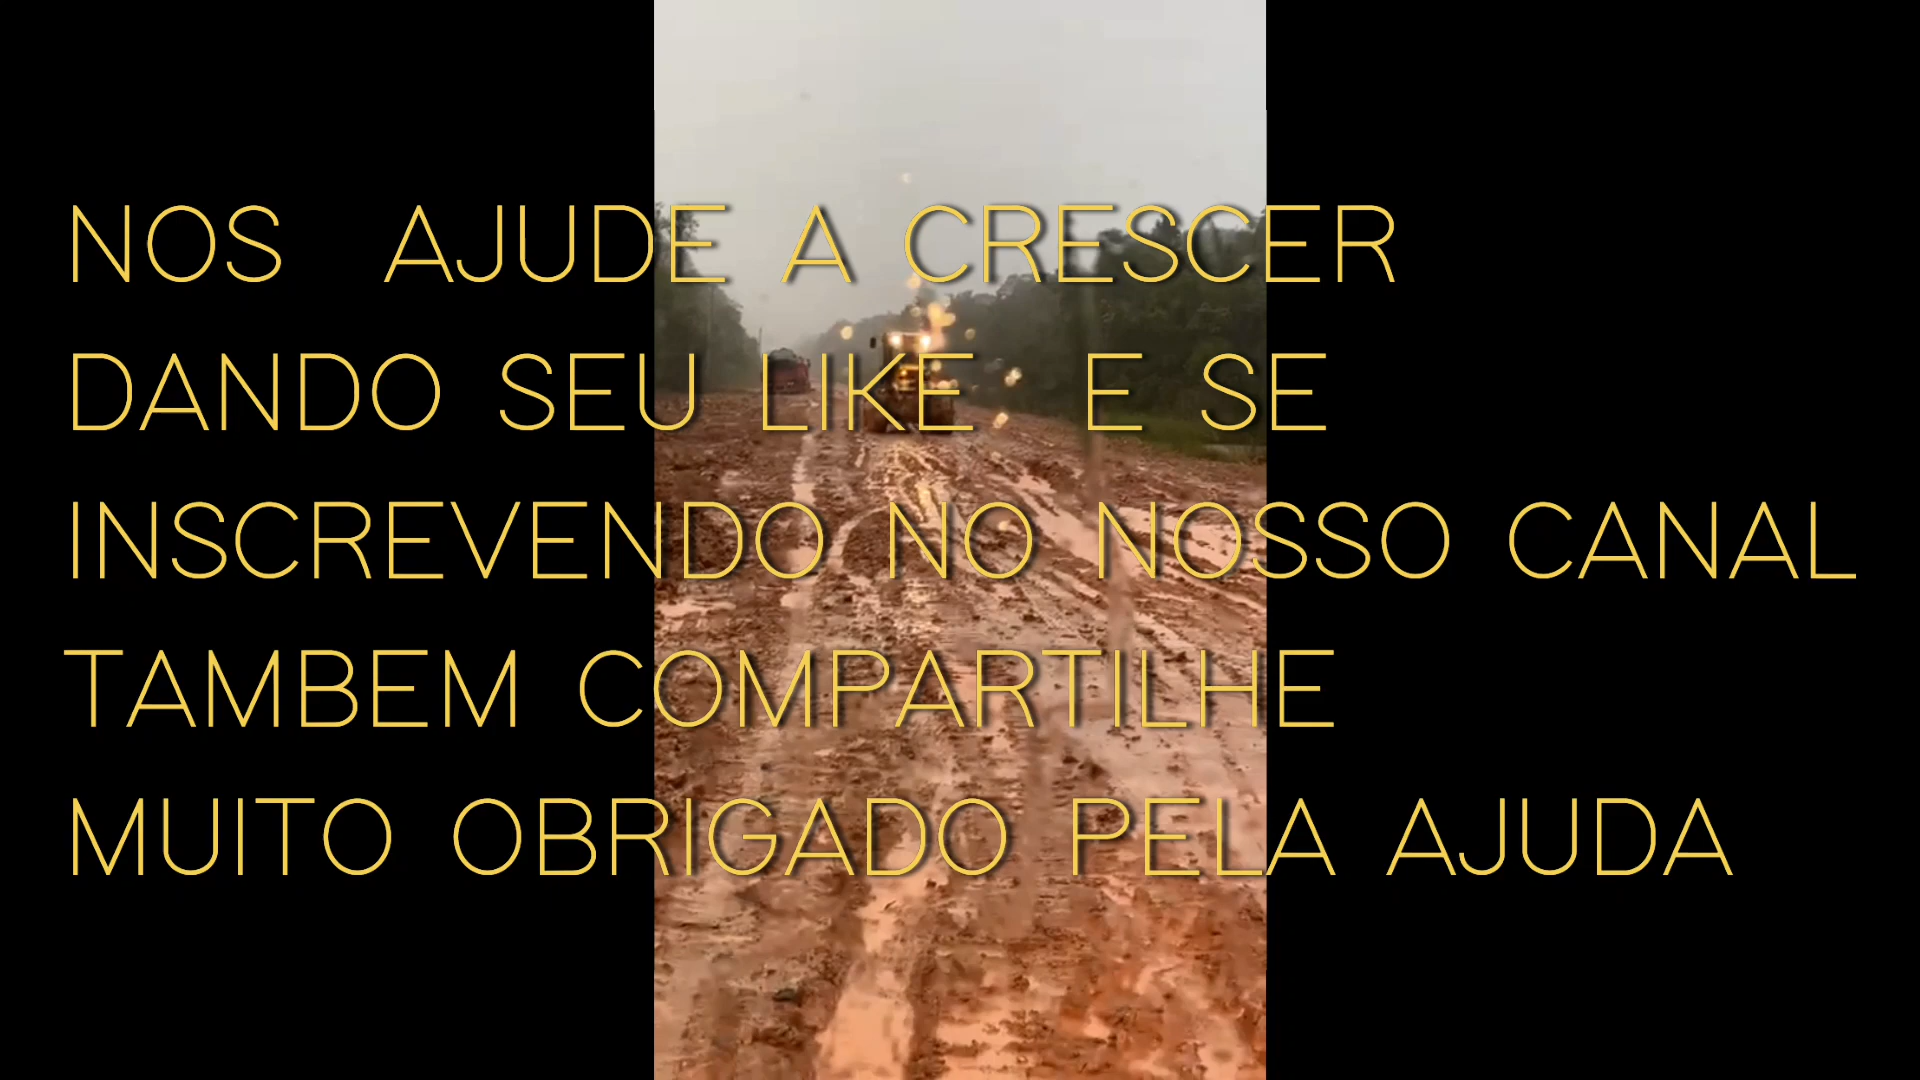 NOS AJUDE A CRESCER
DANDO SEU LIKE E SE
INSCREVENDO NO NOSSO CANAL
TAMBEM COMPARTILHE
MUITO OBRIGADO PELA AJUDA